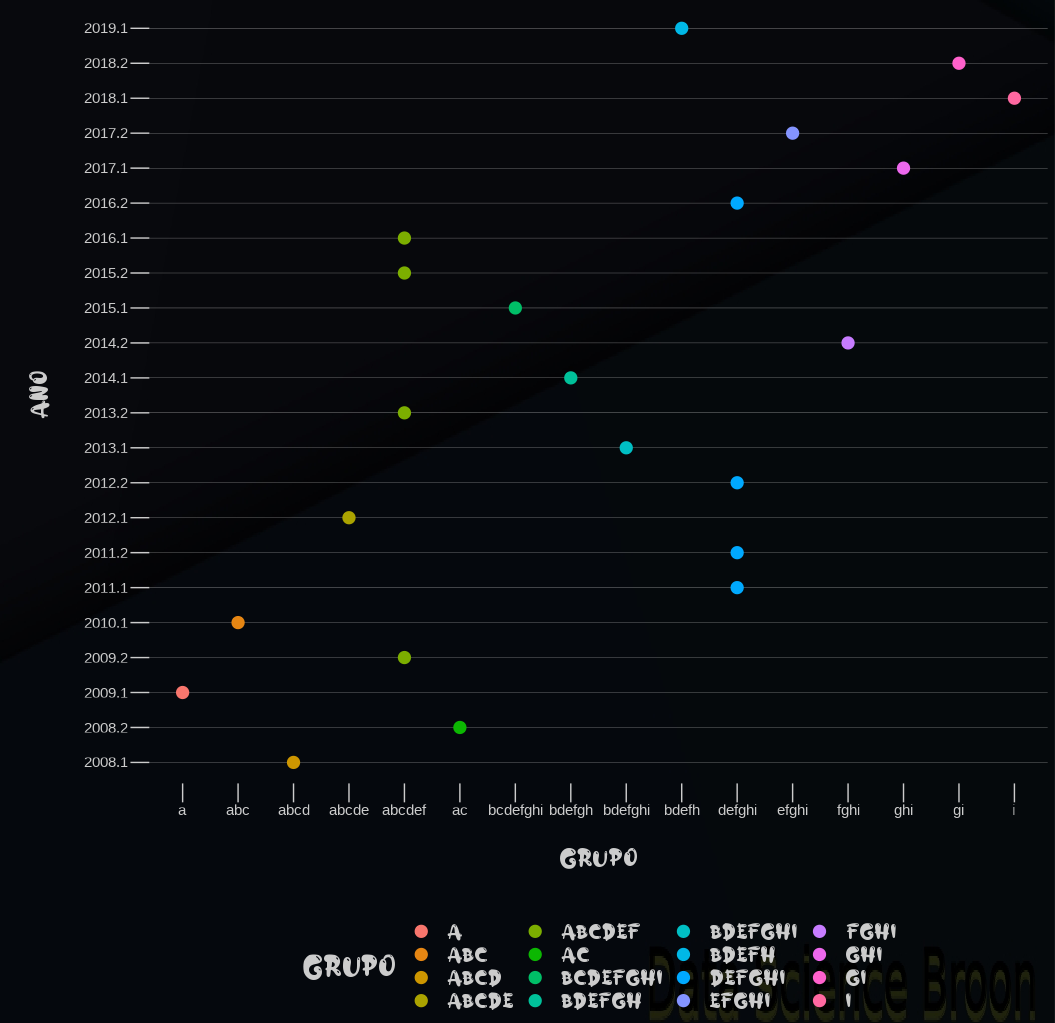 2019.1
2018.2
2018.1
2017.2
2017.1
2016.2
2016.1
2015.2
2015.1
2014.2
2014.1
2013.2
2013.1
2012.2
2012.1
2011.2
2011.1
2010.1
2009.2
2009.1
2008.2
2008.1
ANO
a abc abcd abcde abcdef ac bcdefghi bdefgh bdefghi bdefh defghi efghi fghi ghi gi i
GRUPO
GRUPO
A ABCDEF BDEFGHI FGHI
ABC AC BDEFH GHI
ABCD BCDEFGHI DEFGHI GI
ABCDE BDEFGH EFGHI I
Data Science Broon